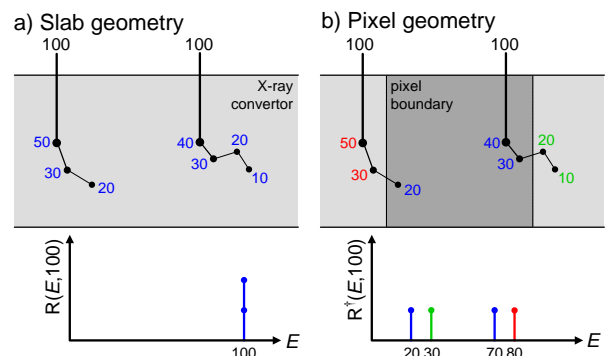 a) Slab geometry
100
100
X-ray
convertor
50
30
20
40
30
20
10
R(E,100)
100
E
b) Pixel geometry
100
100
pixel
boundary
50
30
20
40
30
20
10
R†(E,100)
20 30
70 80
E